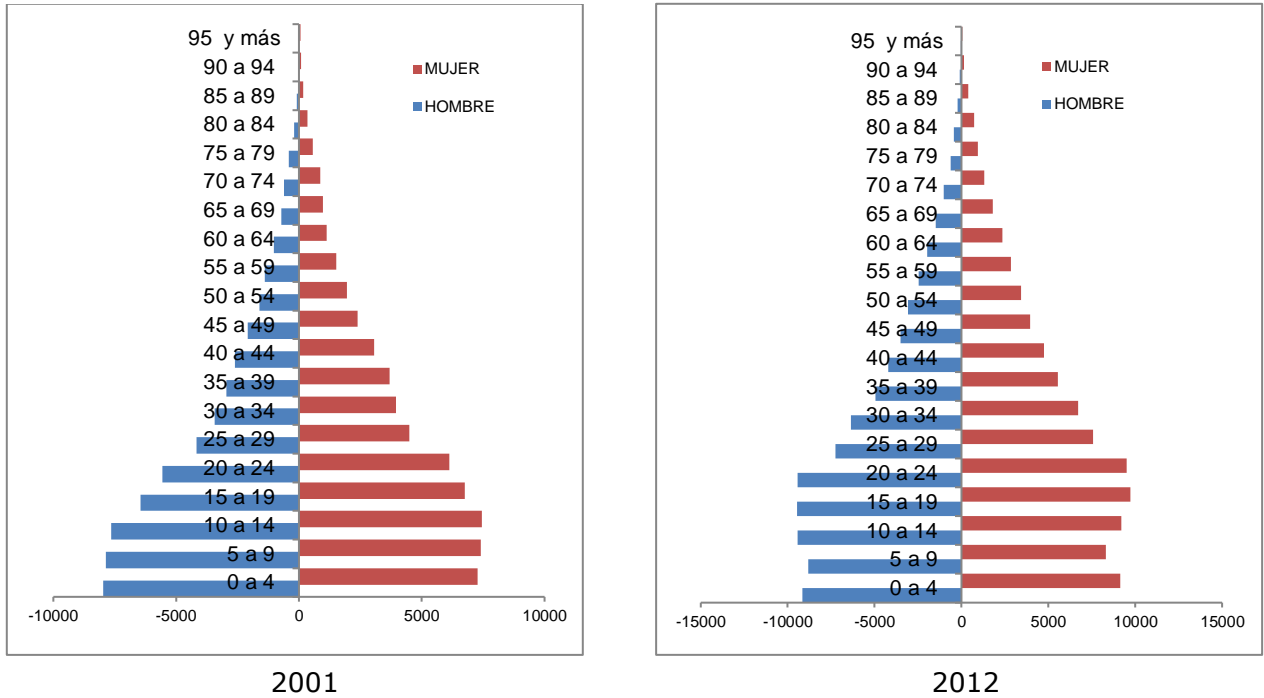 95 y más
90 a 94
85 a 89
80 a 84
75 a 79
70 a 74
65 a 69
60 a 64
55 a 59
50 a 54
45 a 49
40 a 44
35 a 39
30 a 34
25 a 29
20 a 24
15 a 19
10 a 14
5 a 9
0 a 4
MUJER
HOMBRE
-10000 -5000 0 5000 10000
2001
95 y más
90 a 94
85 a 89
80 a 84
75 a 79
70 a 74
65 a 69
60 a 64
55 a 59
50 a 54
45 a 49
40 a 44
35 a 39
30 a 34
25 a 29
20 a 24
15 a 19
10 a 14
5 a 9
0 a 4
MUJER
HOMBRE
-15000 -10000 -5000 0 5000 10000 15000
2012